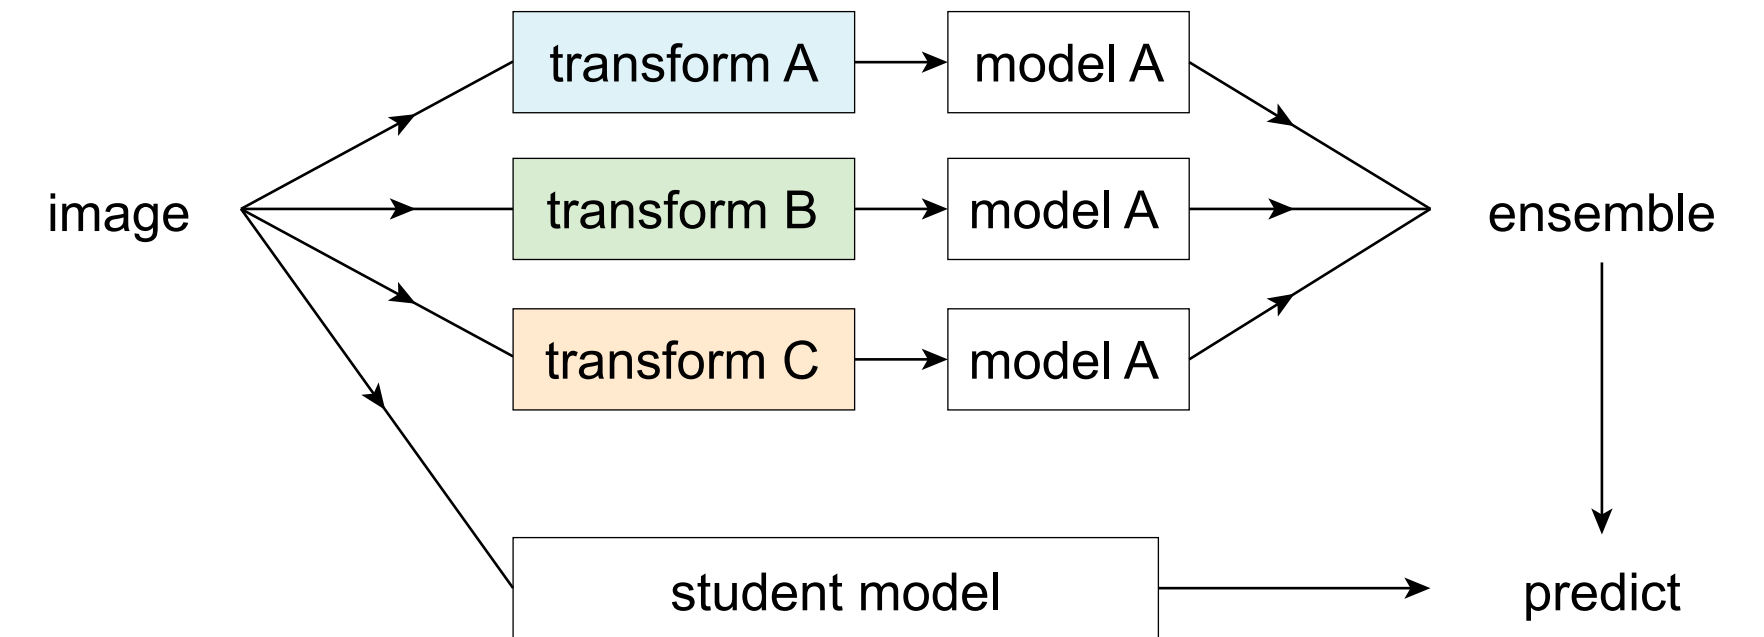 transform A
model A
image
transform B
model A
ensemble
transform C
model A
student model
predict